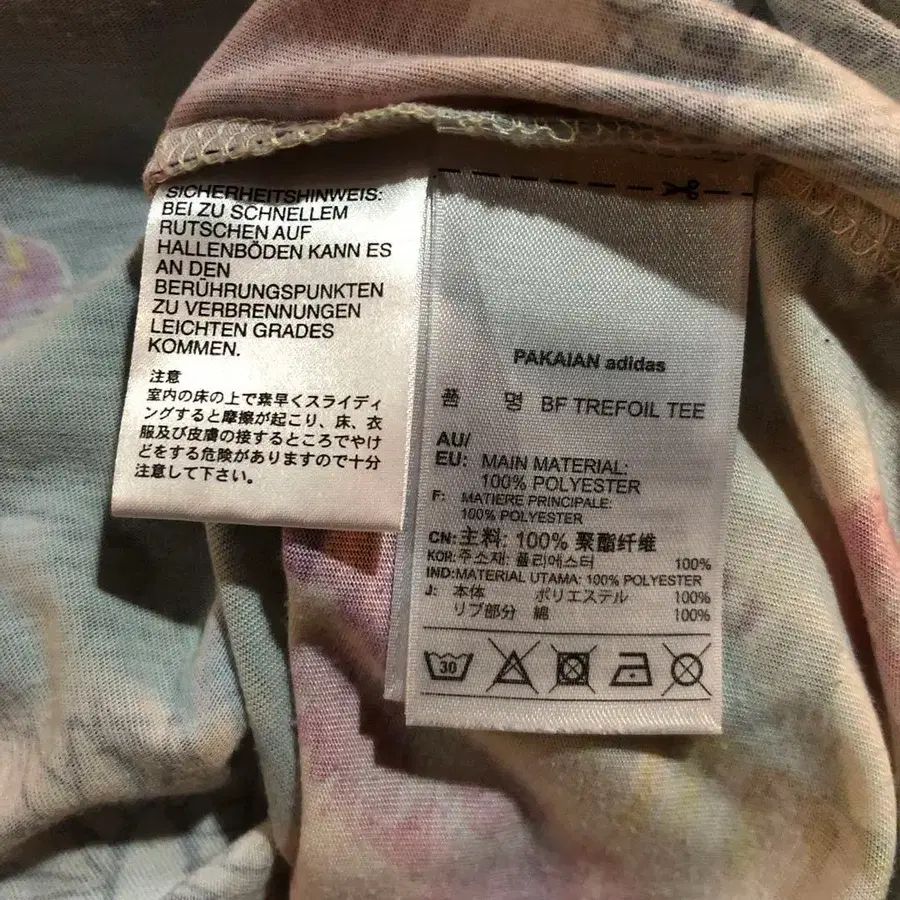 SICHERHEITSHINWEIS:
BEI ZU SCHNELLEM
RUTSCHEN AUF
HALLENBÖDEN KANN ES
AN DEN
BERÜHRUNGSPUNKTEN
ZU VERBRENNUNGEN
LEICHTEN GRADES
KOMMEN.
注意
室内の床の上で素早くスライディ
ングすると摩擦が起こり、床、衣
服及び皮膚の接するところでやけ
どをする危険がありますので十分
注意して下さい。
PAKAIAN adidas
품 명 BF TREFOIL TEE
AU/
EU: MAIN MATERIAL:
100% POLYESTER
F: MATIERE PRINCIPALE:
100% POLYESTER
CN: 主料: 100% 聚酯纤维
KOR: 주소재: 폴리에스터 100%
IND:MATERIAL UTAMA: 100% POLYESTER
J: 本体 ポリエステル 100%
リブ部分 綿 100%
30